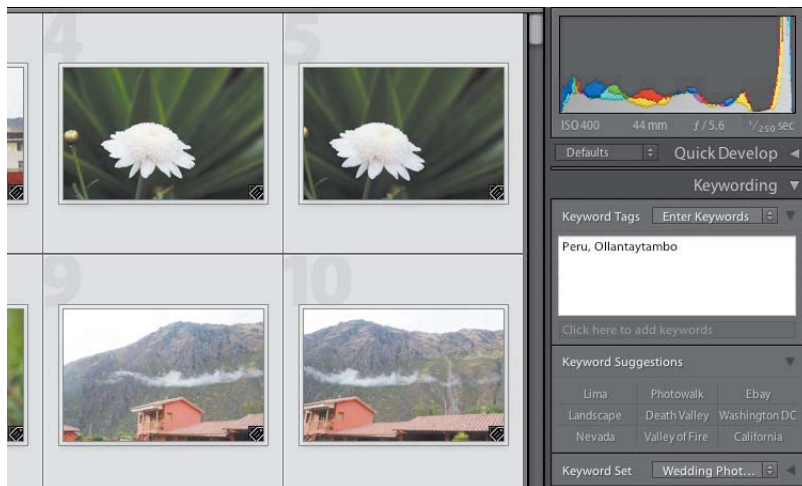 4
5
ISO 400 44 mm f / 5.6 1/250 sec
Defaults Quick Develop
Keywording
Keyword Tags Enter Keywords
Peru, Ollantaytambo
Click here to add keywords
9
10
Keyword Suggestions
Lima Photowalk Ebay
Landscape Death Valley Washington DC
Nevada Valley of Fire California
Keyword Set Wedding Phot...